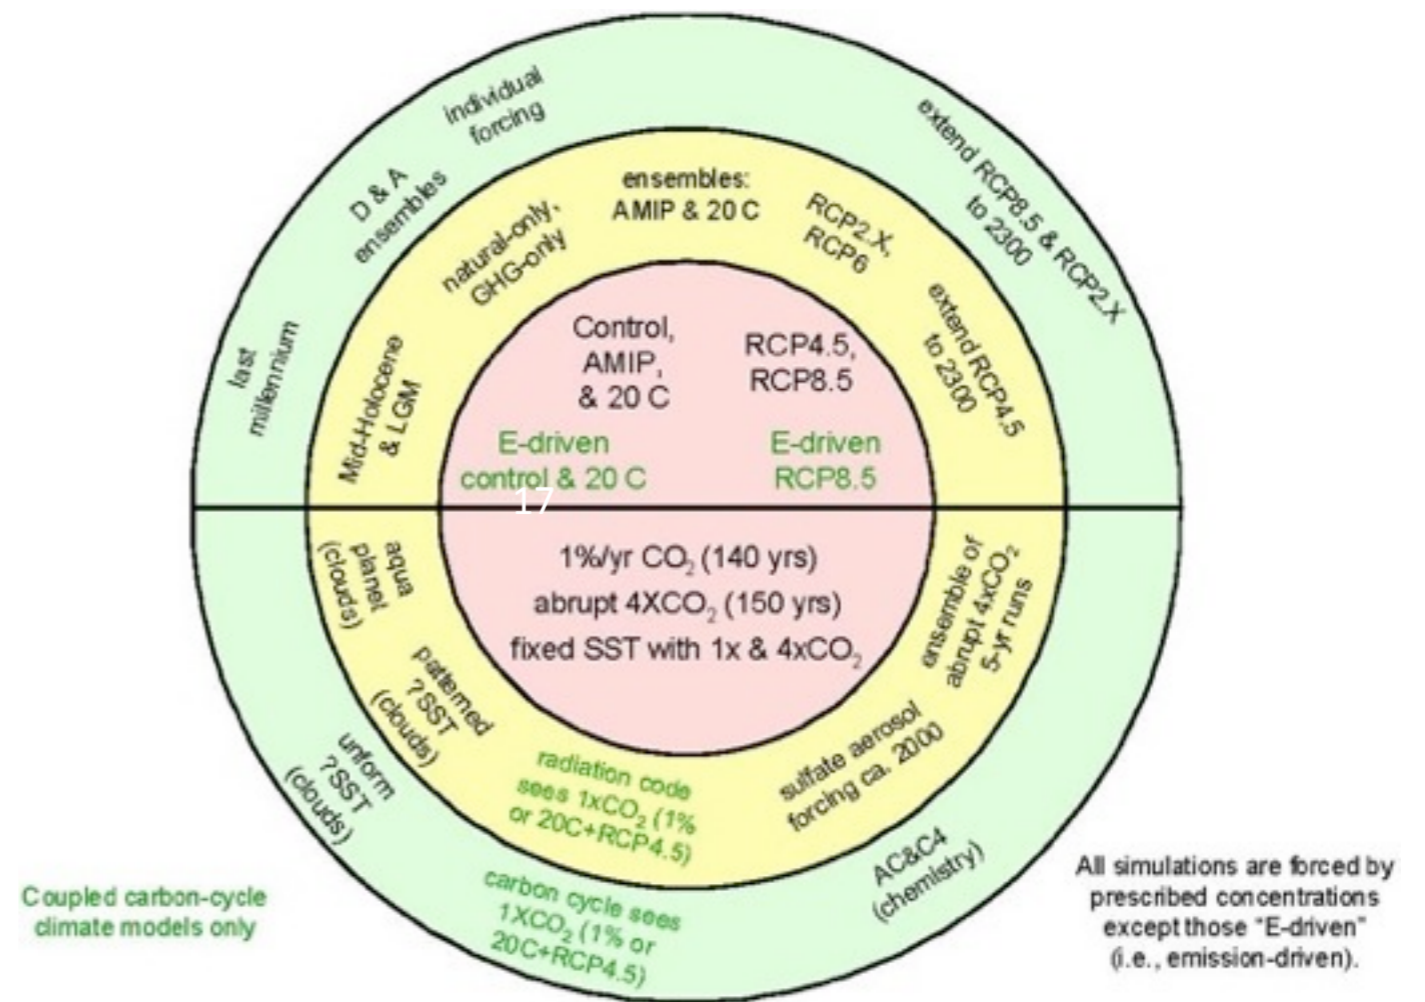 individual
forcing
D & A
ensembles
last
millennium
extend RCP8.5 & RCP2.X
to 2300
ensembles:
AMIP & 20 C
natural-only,
GHG-only
Mid-Holocene
& LGM
RCP2.X,
RCP6
extend RCP4.5
to 2300
Control,
AMIP,
& 20 C
RCP4.5,
RCP8.5
E-driven
control & 20 C
E-driven
RCP8.5
17
1%/yr CO₂ (140 yrs)
abrupt 4XCO₂ (150 yrs)
fixed SST with 1x & 4xCO₂
aqua
planet
(clouds)
patterned
?SST
(clouds)
uniform
?SST
(clouds)
radiation code
sees 1xCO₂ (1%
or 20C+RCP4.5)
carbon cycle sees
1XCO₂ (1% or
20C+RCP4.5)
ensemble of
abrupt 4xCO₂
5-yr runs
sulfate aerosol
forcing ca. 2000
AC&C4
(chemistry)
Coupled carbon-cycle
climate models only
All simulations are forced by
prescribed concentrations
except those “E-driven”
(i.e., emission-driven).